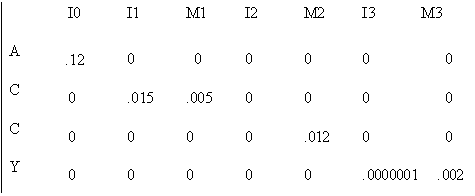 I0 I1 M1 I2 M2 I3 M3
A .12 0 0 0 0 0 0
C 0 .015 .005 0 0 0 0
C 0 0 0 0 .012 0 0
Y 0 0 0 0 0 .0000001 .002